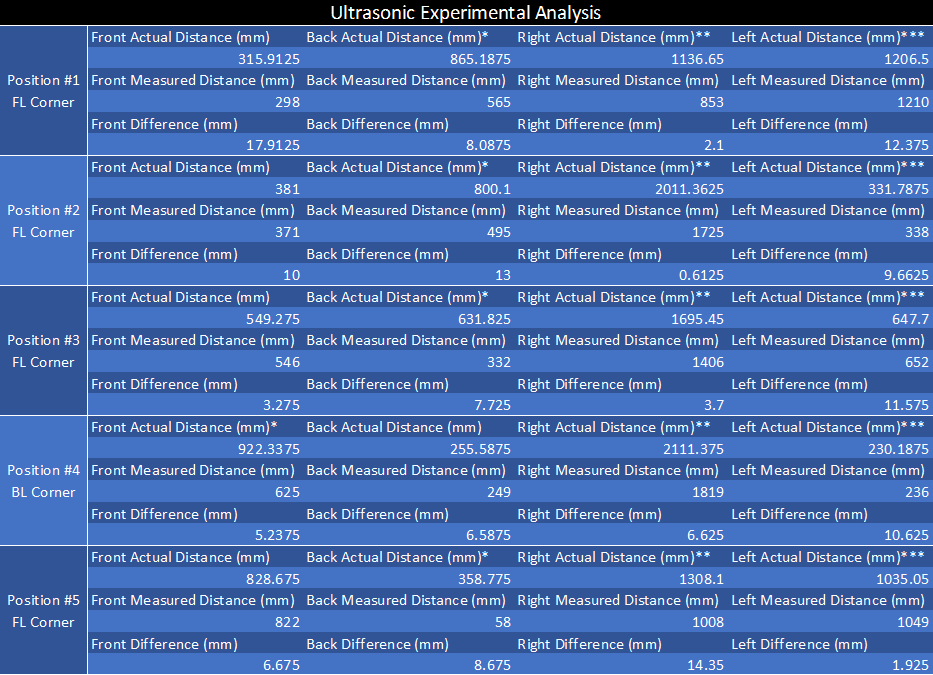 Ultrasonic Experimental Analysis
Position #1
FL Corner
Front Actual Distance (mm) Back Actual Distance (mm)* Right Actual Distance (mm)** Left Actual Distance (mm)***
315.9125 865.1875 1136.65 1206.5
Front Measured Distance (mm) Back Measured Distance (mm) Right Measured Distance (mm) Left Measured Distance (mm)
298 565 853 1210
Front Difference (mm) Back Difference (mm) Right Difference (mm) Left Difference (mm)
17.9125 8.0875 2.1 12.375
Position #2
FL Corner
Front Actual Distance (mm) Back Actual Distance (mm)* Right Actual Distance (mm)** Left Actual Distance (mm)***
381 800.1 2011.3625 331.7875
Front Measured Distance (mm) Back Measured Distance (mm) Right Measured Distance (mm) Left Measured Distance (mm)
371 495 1725 338
Front Difference (mm) Back Difference (mm) Right Difference (mm) Left Difference (mm)
10 13 0.6125 9.6625
Position #3
FL Corner
Front Actual Distance (mm) Back Actual Distance (mm)* Right Actual Distance (mm)** Left Actual Distance (mm)***
549.275 631.825 1695.45 647.7
Front Measured Distance (mm) Back Measured Distance (mm) Right Measured Distance (mm) Left Measured Distance (mm)
546 332 1406 652
Front Difference (mm) Back Difference (mm) Right Difference (mm) Left Difference (mm)
3.275 7.725 3.7 11.575
Position #4
BL Corner
Front Actual Distance (mm)* Back Actual Distance (mm) Right Actual Distance (mm)** Left Actual Distance (mm)***
922.3375 255.5875 2111.375 230.1875
Front Measured Distance (mm) Back Measured Distance (mm) Right Measured Distance (mm) Left Measured Distance (mm)
625 249 1819 236
Front Difference (mm) Back Difference (mm) Right Difference (mm) Left Difference (mm)
5.2375 6.5875 6.625 10.625
Position #5
FL Corner
Front Actual Distance (mm) Back Actual Distance (mm)* Right Actual Distance (mm)** Left Actual Distance (mm)***
828.675 358.775 1308.1 1035.05
Front Measured Distance (mm) Back Measured Distance (mm) Right Measured Distance (mm) Left Measured Distance (mm)
822 58 1008 1049
Front Difference (mm) Back Difference (mm) Right Difference (mm) Left Difference (mm)
6.675 8.675 14.35 1.925